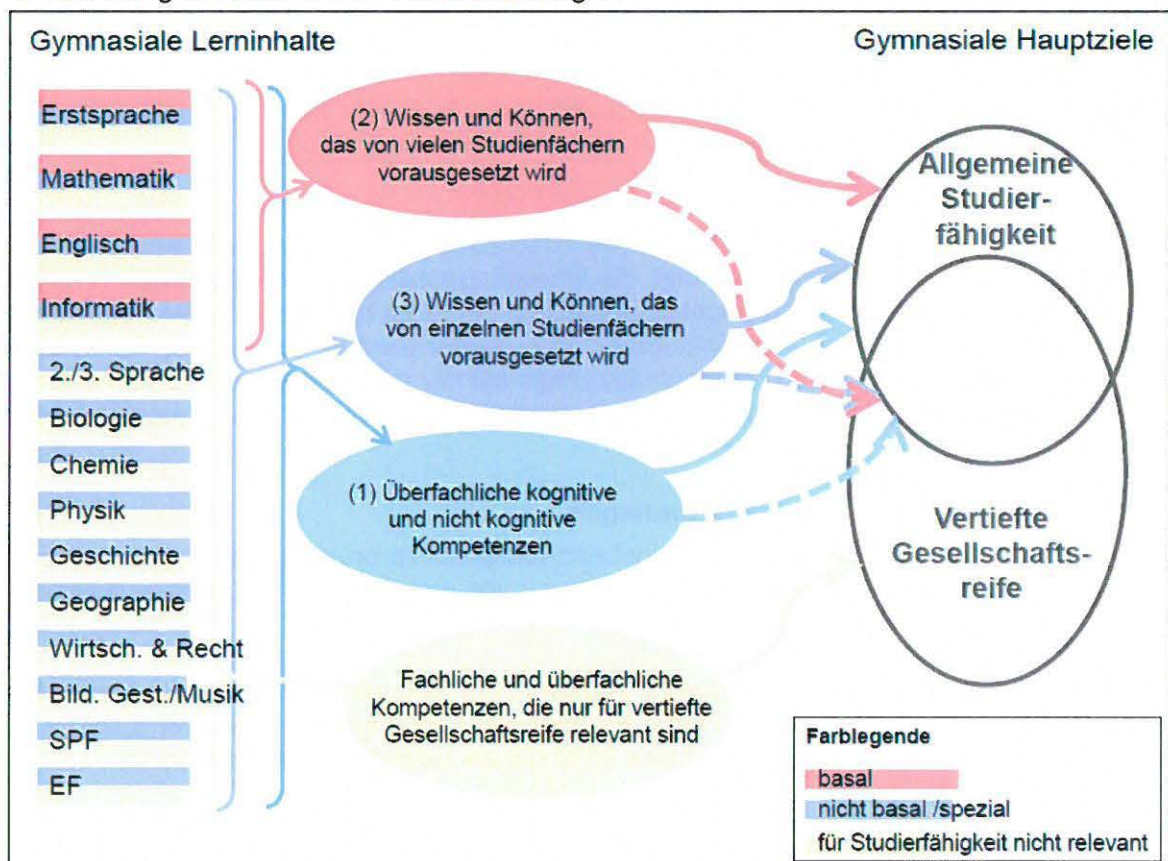 Gymnasiale Lerninhalte
Gymnasiale Hauptziele
Erstsprache
Mathematik
Englisch
Informatik
2./3. Sprache
Biologie
Chemie
Physik
Geschichte
Geographie
Wirtsch. & Recht
Bild. Gest./Musik
SPF
EF
(2) Wissen und Können,
das von vielen Studienfächern
vorausgesetzt wird
(3) Wissen und Können, das
von einzelnen Studienfächern
vorausgesetzt wird
(1) Überfachliche kognitive
und nicht kognitive
Kompetenzen
Fachliche und überfachliche
Kompetenzen, die nur für vertiefte
Gesellschaftsreife relevant sind
Allgemeine
Studier-
fähigkeit
Vertiefte
Gesellschafts-
reife
Farblegende
basal
nicht basal /spezial
für Studierfähigkeit nicht relevant